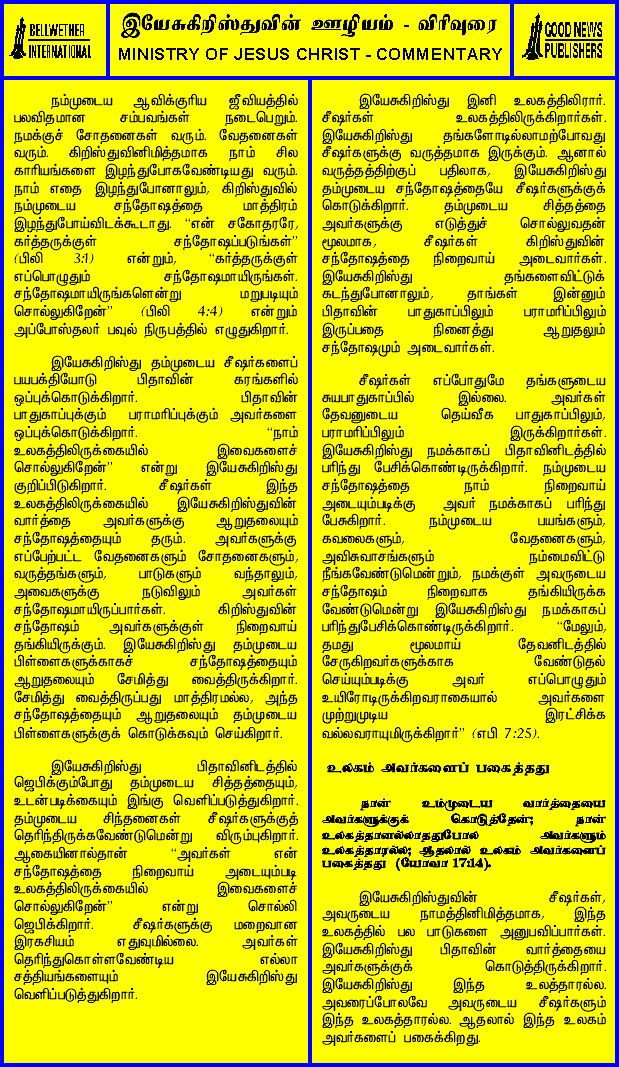 BELLWETHER
INTERNATIONAL
இயேசுகிறிஸ்துவின் ஊழியம் - விரிவுரை
MINISTRY OF JESUS CHRIST - COMMENTARY
GOOD NEWS
PUBLISHERS
நம்முடைய ஆவிக்குரிய ஜீவியத்தில்
பலவிதமான சம்பவங்கள் நடைபெறும்.
நமக்குச் சோதனைகள் வரும். வேதனைகள்
வரும். கிறிஸ்துவினிமித்தமாக நாம் சில
காரியங்களை இழந்துபோகவேண்டியது வரும்.
நாம் எதை இழந்துபோனாலும், கிறிஸ்துவில்
நம்முடைய சந்தோஷத்தை மாத்திரம்
இழந்துபோய்விடக்கூடாது. “என் சகோதரரே,
கர்த்தருக்குள் சந்தோஷப்படுங்கள்”
(பிலி 3:1) என்றும், “கர்த்தருக்குள்
எப்பொழுதும் சந்தோஷமாயிருங்கள்.
சந்தோஷமாயிருங்களென்று மறுபடியும்
சொல்லுகிறேன்” (பிலி 4:4) என்றும்
அப்போஸ்தலர் பவுல் நிருபத்தில் எழுதுகிறார்.
இயேசுகிறிஸ்து தம்முடைய சீஷர்களைப்
பயபக்தியோடு பிதாவின் கரங்களில்
ஒப்புக்கொடுக்கிறார். பிதாவின்
பாதுகாப்புக்கும் பராமரிப்புக்கும் அவர்களை
ஒப்புக்கொடுக்கிறார். “நாம்
உலகத்திலிருக்கையில் இவைகளைச்
சொல்லுகிறேன்” என்று இயேசுகிறிஸ்து
குறிப்பிடுகிறார். சீஷர்கள் இந்த
உலகத்திலிருக்கையில் இயேசுகிறிஸ்துவின்
வார்த்தை அவர்களுக்கு ஆறுதலையும்
சந்தோஷத்தையும் தரும். அவர்களுக்கு
எப்பேற்பட்ட வேதனைகளும் சோதனைகளும்,
வருத்தங்களும், பாடுகளும் வந்தாலும்,
அவைகளுக்கு நடுவிலும் அவர்கள்
சந்தோஷமாயிருப்பார்கள். கிறிஸ்துவின்
சந்தோஷம் அவர்களுக்குள் நிறைவாய்
தங்கியிருக்கும். இயேசுகிறிஸ்து தம்முடைய
பிள்ளைகளுக்காகச் சந்தோஷத்தையும்
ஆறுதலையும் சேமித்து வைத்திருக்கிறார்.
சேமித்து வைத்திருப்பது மாத்திரமல்ல, அந்த
சந்தோஷத்தையும் ஆறுதலையும் தம்முடைய
பிள்ளைகளுக்குக் கொடுக்கவும் செய்கிறார்.
இயேசுகிறிஸ்து பிதாவினிடத்தில்
ஜெபிக்கும்போது தம்முடைய சித்தத்தையும்,
உடன்படிக்கையும் இங்கு வெளிப்படுத்துகிறார்.
தம்முடைய சிந்தனைகள் சீஷர்களுக்குத்
தெரிந்திருக்கவேண்டுமென்று விரும்புகிறார்.
ஆகையினால்தான் “அவர்கள் என்
சந்தோஷத்தை நிறைவாய் அடையும்படி
உலகத்திலிருக்கையில் இவைகளைச்
சொல்லுகிறேன்” என்று சொல்லி
ஜெபிக்கிறார். சீஷர்களுக்கு மறைவான
இரகசியம் எதுவுமில்லை. அவர்கள்
தெரிந்துகொள்ளவேண்டிய எல்லா
சத்தியங்களையும் இயேசுகிறிஸ்து
வெளிப்படுத்துகிறார்.
இயேசுகிறிஸ்து இனி உலகத்திலிரார்.
சீஷர்கள் உலகத்திலிருக்கிறார்கள்.
இயேசுகிறிஸ்து தங்களோடில்லாமற்போவது
சீஷர்களுக்கு வருத்தமாக இருக்கும். ஆனால்
வருத்தத்திற்குப் பதிலாக, இயேசுகிறிஸ்து
தம்முடைய சந்தோஷத்தையே சீஷர்களுக்குக்
கொடுக்கிறார். தம்முடைய சித்தத்தை
அவர்களுக்கு எடுத்துச் சொல்லுவதன்
மூலமாக, சீஷர்கள் கிறிஸ்துவின்
சந்தோஷத்தை நிறைவாய் அடைவார்கள்.
இயேசுகிறிஸ்து தங்களைவிட்டுக்
கடந்துபோனாலும், தாங்கள் இன்னும்
பிதாவின் பாதுகாப்பிலும் பராமரிப்பிலும்
இருப்பதை நினைத்து ஆறுதலும்
சந்தோஷமும் அடைவார்கள்.
சீஷர்கள் எப்போதுமே தங்களுடைய
சுயபாதுகாப்பில் இல்லை. அவர்கள்
தேவனுடைய தெய்வீக பாதுகாப்பிலும்,
பராமரிப்பிலும் இருக்கிறார்கள்.
இயேசுகிறிஸ்து நமக்காகப் பிதாவினிடத்தில்
பரிந்து பேசிக்கொண்டிருக்கிறார். நம்முடைய
சந்தோஷத்தை நாம் நிறைவாய்
அடையும்படிக்கு அவர் நமக்காகப் பரிந்து
பேசுகிறார். நம்முடைய பயங்களும்,
கவலைகளும், வேதனைகளும்,
அவிசுவாசங்களும் நம்மைவிட்டு
நீங்கவேண்டுமென்றும், நமக்குள் அவருடைய
சந்தோஷம் நிறைவாக தங்கியிருக்க
வேண்டுமென்று இயேசுகிறிஸ்து நமக்காகப்
பரிந்துபேசிக்கொண்டிருக்கிறார். “மேலும்,
தமது மூலமாய் தேவனிடத்தில்
சேருகிறவர்களுக்காக வேண்டுதல்
செய்யும்படிக்கு அவர் எப்பொழுதும்
உயிரோடிருக்கிறவராகையால் அவர்களை
முற்றுமுடிய இரட்சிக்க
வல்லவராயுமிருக்கிறார்” (எபி 7:25).
உலகம் அவர்களைப் பகைத்தது
நான் உம்முடைய வார்த்தையை
அவர்களுக்குக் கொடுத்தேன்; நான்
உலகத்தானல்லாததுபோல அவர்களும்
உலகத்தாரல்ல; ஆதலால் உலகம் அவர்களைப்
பகைத்தது (யோவா 17:14).
இயேசுகிறிஸ்துவின் சீஷர்கள்,
அவருடைய நாமத்தினிமித்தமாக, இந்த
உலகத்தில் பல பாடுகளை அனுபவிப்பார்கள்.
இயேசுகிறிஸ்து பிதாவின் வார்த்தையை
அவர்களுக்குக் கொடுத்திருக்கிறார்.
இயேசுகிறிஸ்து இந்த உலத்தாரல்ல.
அவரைப்போலவே அவருடைய சீஷர்களும்
இந்த உலகத்தாரல்ல. ஆதலால் இந்த உலகம்
அவர்களைப் பகைக்கிறது.